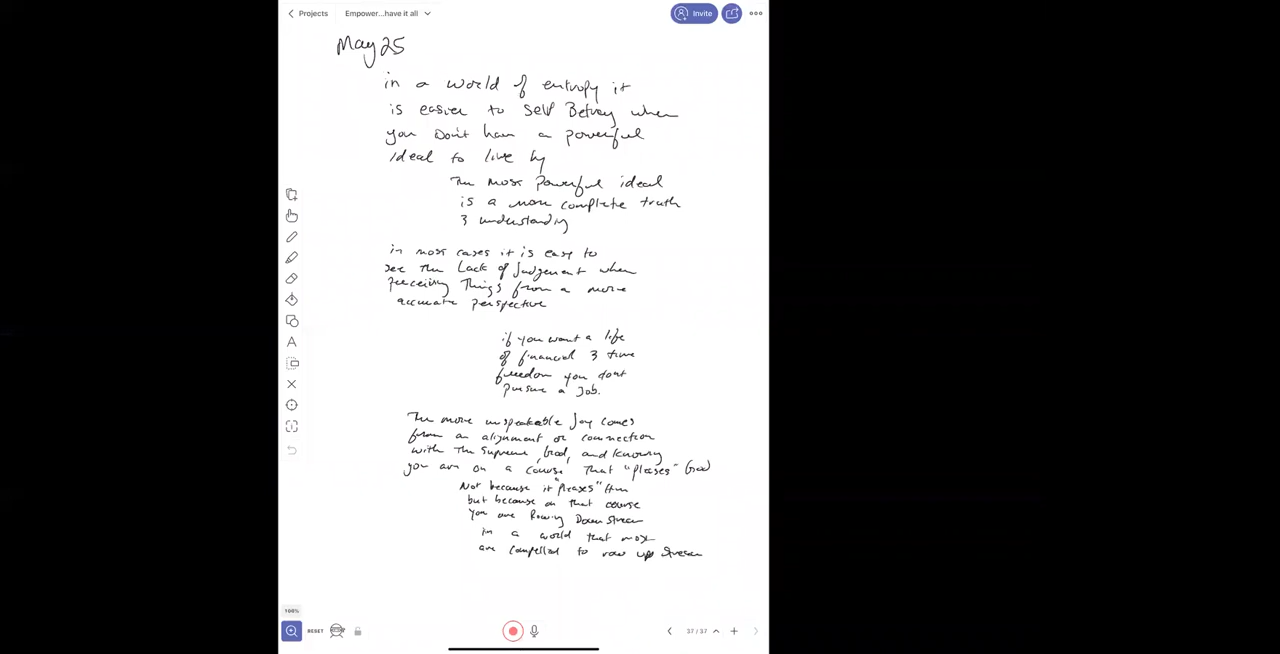 Projects
Empower...have it all
Invite
May 25
in a world of entropy it
is easier to Self Betray when
you Don't have a powerful
Ideal to live by
The most powerful ideal
is a more complete truth
& understanding
in most cases it is easy to
see the Lack of Judgement when
perceiving Things from a more
accurate perspective
if you want a life
of financial & time
freedom you dont
pursue a Job.
The more unspeakable Joy comes
from an alignment or connection
with the Supreme, God, and knowing
you are on a course that "pleases" God
Not because it "pleases" Him
but because on that course
You are Rowing Down Stream
in a world that most
are compelled to row up stream
A
100%
RESET
37 / 37